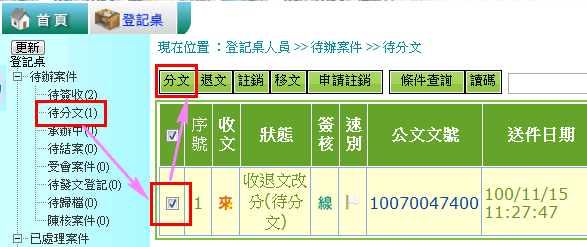 首頁 登記桌
更新
登記桌
待辦案件
待簽收(2)
待分文(1)
承辦中(0)
待結案(0)
受會案件(0)
待發文登記(0)
待歸檔(0)
陳核案件(0)
已處理案件
現在位置 ：登記桌人員 >> 待辦案件 >> 待分文
分文 退文 註銷 移文 申請註銷 條件查詢 讀碼
序號 收文 狀態 簽核 速別 公文文號 送件日期
1 來 收退文改分(待分文) 線 10070047400 100/11/15 11:27:47